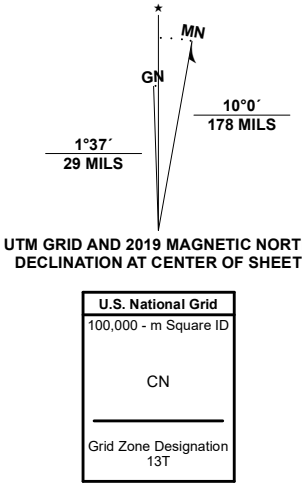 ★
MN
GN
10°0´
178 MILS
1°37´
29 MILS
UTM GRID AND 2019 MAGNETIC NORT
DECLINATION AT CENTER OF SHEET
U.S. National Grid
100,000 - m Square ID
CN
Grid Zone Designation
13T